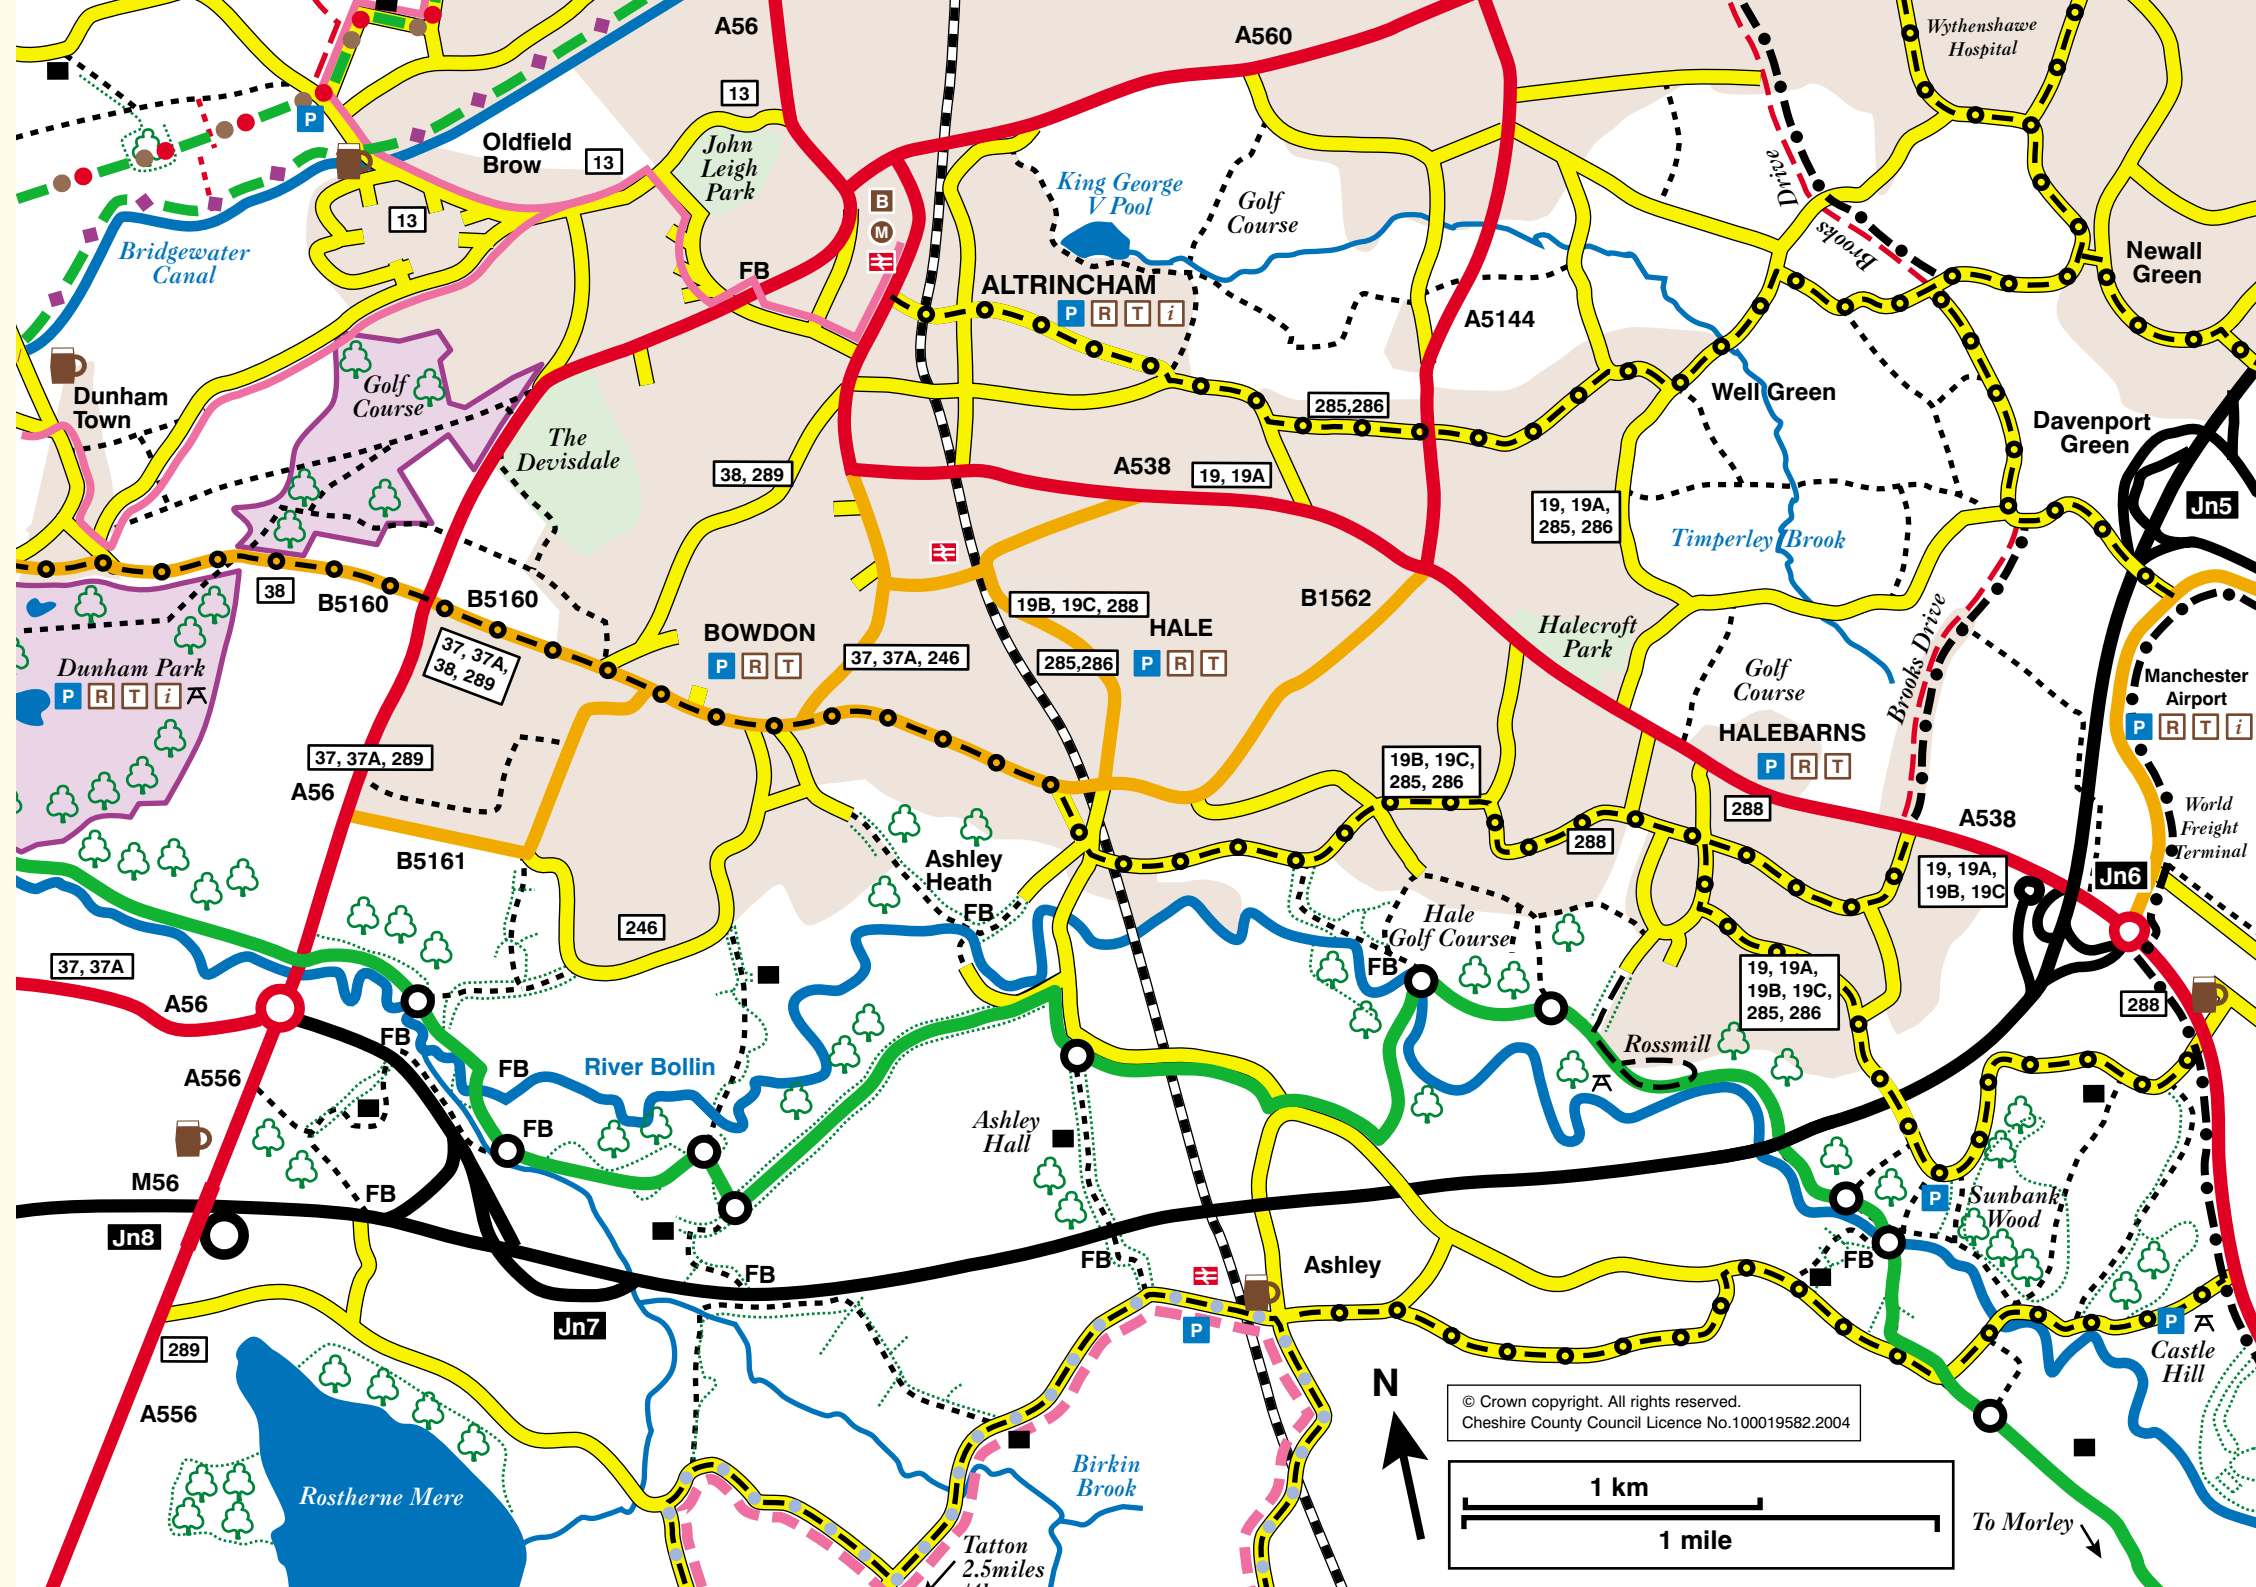 A56
A560
Wythenshawe
Hospital
13
P
Oldfield
Brow
13
John
Leigh
Park
Drive
King George
V Pool
Golf
Course
B
M
13
Bridgewater
Canal
FB
Brooks
Newall
Green
ALTRINCHAM
P R T i
A5144
Dunham
Town
Golf
Course
Well Green
285,286
Davenport
Green
The
Devisdale
38, 289
A538
19, 19A
19, 19A,
285, 286
Jn5
Timperley Brook
38
B5160
B5160
19B, 19C, 288
B1562
BOWDON
P R T
HALE
285,286
P R T
Halecroft
Park
37, 37A,
38, 289
37, 37A, 246
Dunham Park
P R T i
Golf
Course
Brooks Drive
Manchester
Airport
P R T i
HALEBARNS
P R T
37, 37A, 289
A56
19B, 19C,
285, 286
288
A538
World
Freight
Terminal
288
B5161
Ashley
Heath
19, 19A,
19B, 19C
Jn6
FB
246
Hale
Golf Course
FB
37, 37A
A56
19, 19A,
19B, 19C,
285, 286
288
FB
Rossmill
FB
River Bollin
A556
Ashley
Hall
FB
M56
FB
P
Sunbank
Wood
Jn8
FB
FB
FB
Ashley
Jn7
P
P
Castle
Hill
289
N
A556
© Crown copyright. All rights reserved.
Cheshire County Council Licence No.100019582.2004
Birkin
Brook
Rostherne Mere
1 km
1 mile
To Morley
Tatton
2.5miles